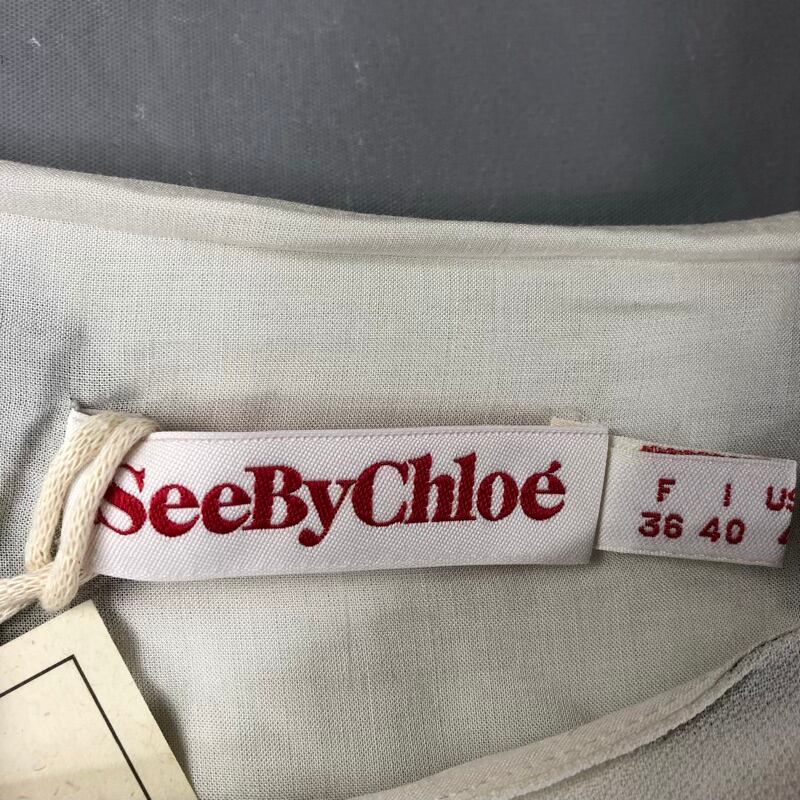 SeeByChloé
F I US
36 40